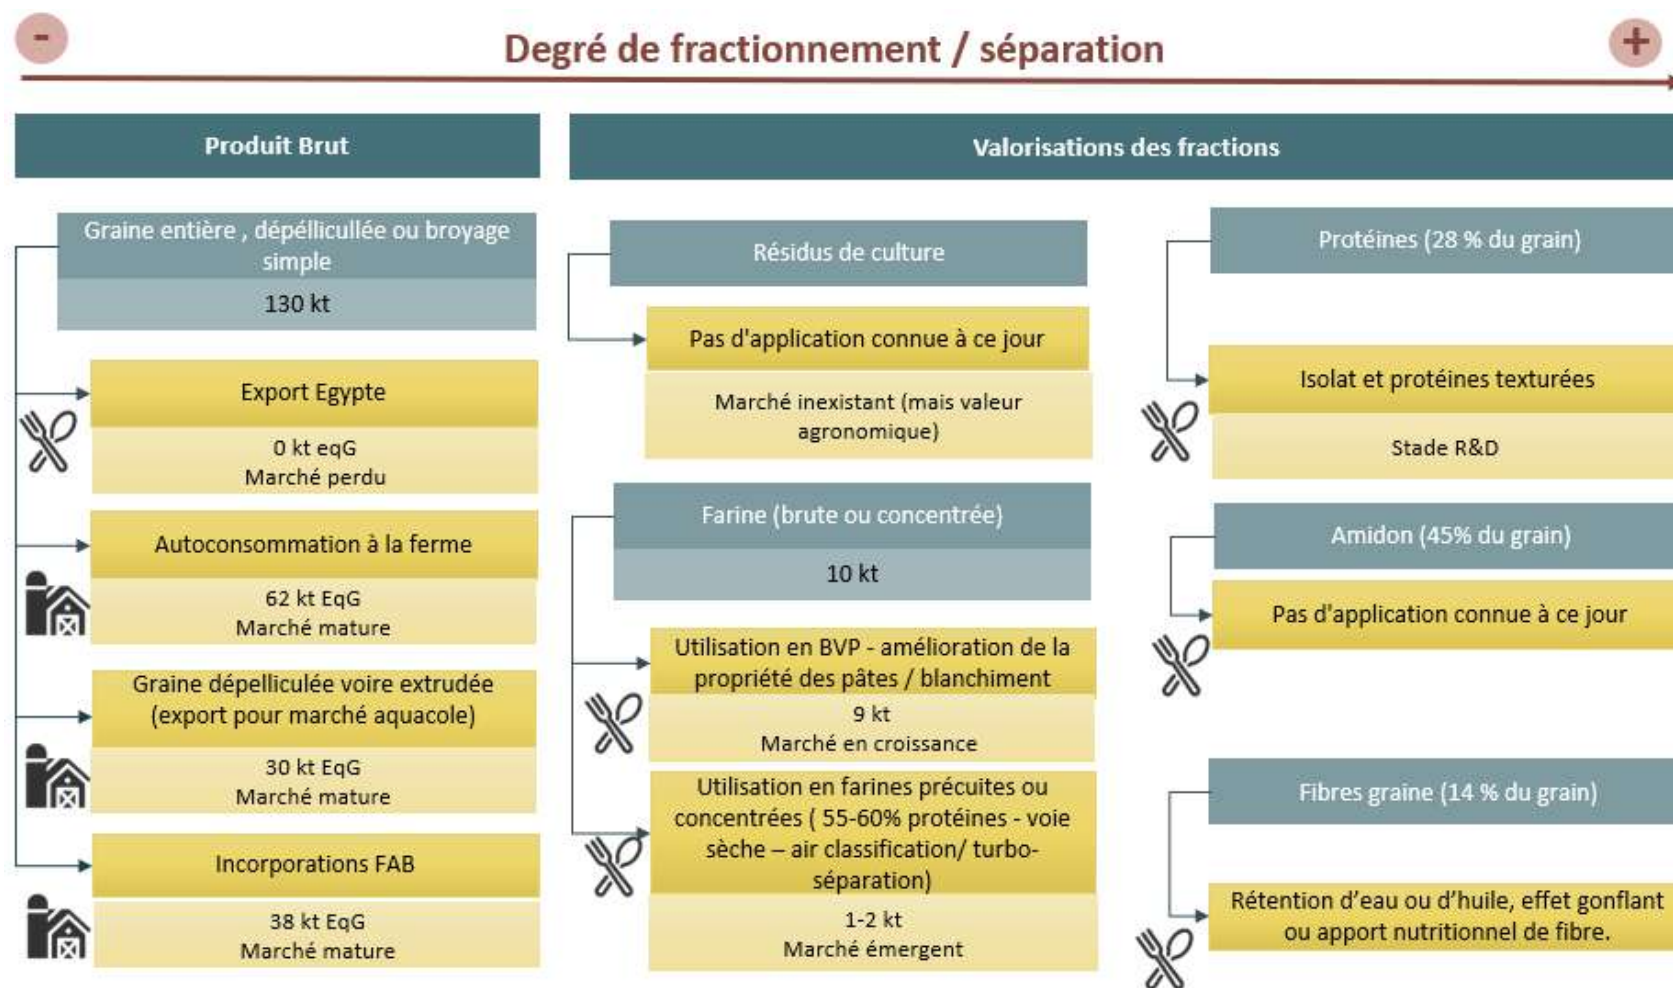 -
Degré de fractionnement / séparation
+
Produit Brut
Graine entière , dépéllicullée ou broyage
simple
130 kt
Export Egypte
0 kt eqG
Marché perdu
Autoconsommation à la ferme
62 kt EqG
Marché mature
Graine dépelliculée voire extrudée
(export pour marché aquacole)
30 kt EqG
Marché mature
Incorporations FAB
38 kt EqG
Marché mature
Valorisations des fractions
Résidus de culture
Pas d'application connue à ce jour
Marché inexistant (mais valeur
agronomique)
Farine (brute ou concentrée)
10 kt
Utilisation en BVP - amélioration de la
propriété des pâtes / blanchiment
9 kt
Marché en croissance
Utilisation en farines précuites ou
concentrées ( 55-60% protéines - voie
sèche – air classification/ turbo-
séparation)
1-2 kt
Marché émergent
Protéines (28 % du grain)
Isolat et protéines texturées
Stade R&D
Amidon (45% du grain)
Pas d'application connue à ce jour
Fibres graine (14 % du grain)
Rétention d’eau ou d’huile, effet gonflant
ou apport nutritionnel de fibre.